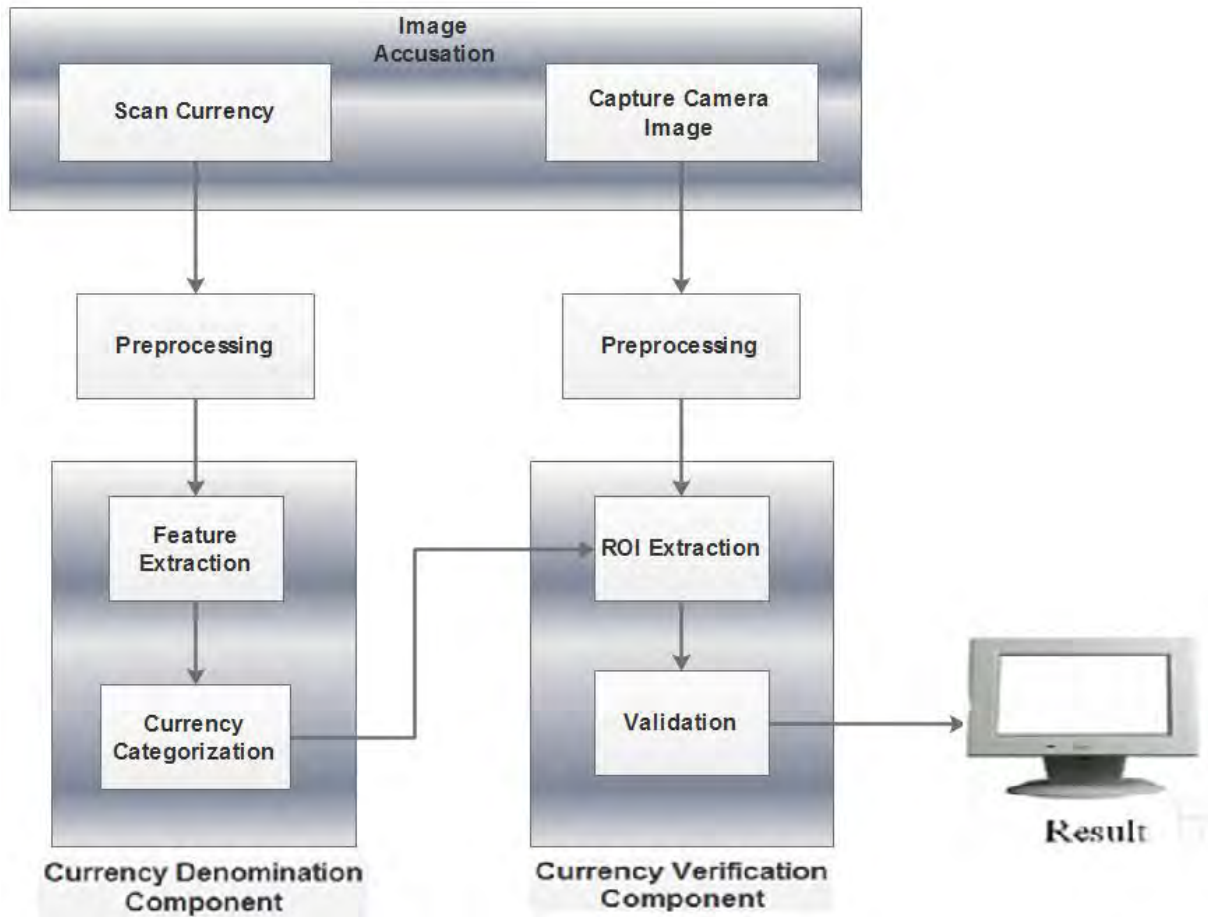 Image
Accusation
Scan Currency
Capture Camera
Image
Preprocessing
Preprocessing
Feature
Extraction
ROI Extraction
Currency
Categorization
Validation
Result
Currency Denomination
Component
Currency Verification
Component